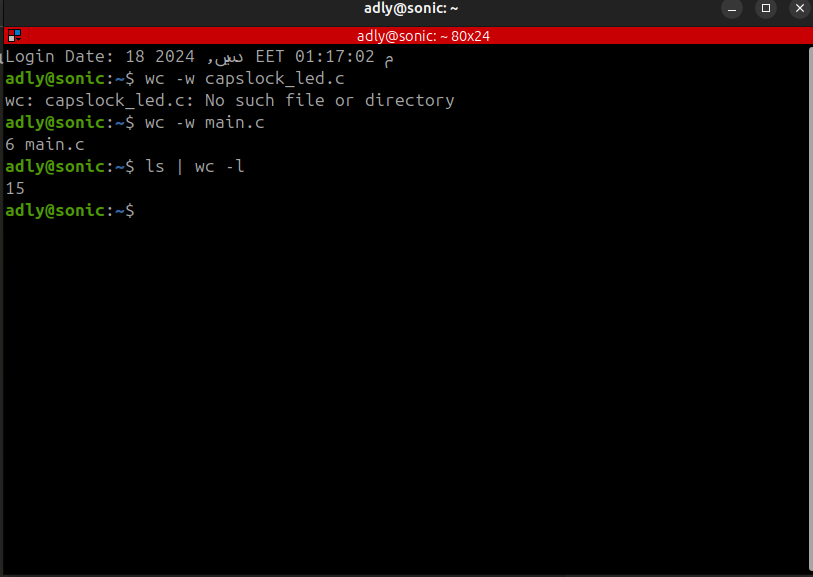 adly@sonic: ~
adly@sonic: ~ 80x24
Login Date: 18 2024 ,ديس EET 01:17:02 م
adly@sonic:~$ wc -w capslock_led.c
wc: capslock_led.c: No such file or directory
adly@sonic:~$ wc -w main.c
6 main.c
adly@sonic:~$ ls | wc -l
15
adly@sonic:~$